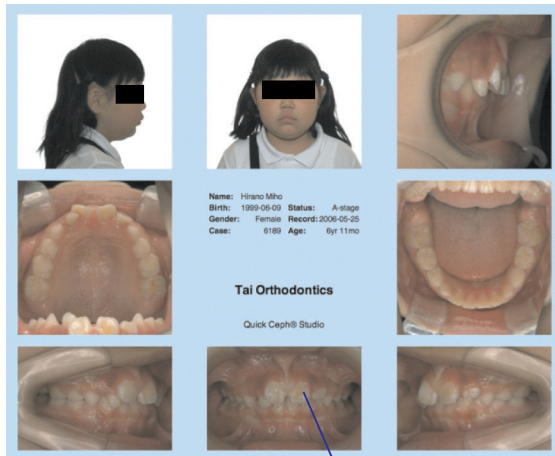 Name: Hirano Miho
Birth: 1999-06-09 Status: A-stage
Gender: Female Record: 2006-05-25
Case: 6189 Age: 6yr 11mo
Tai Orthodontics
Quick Ceph® Studio